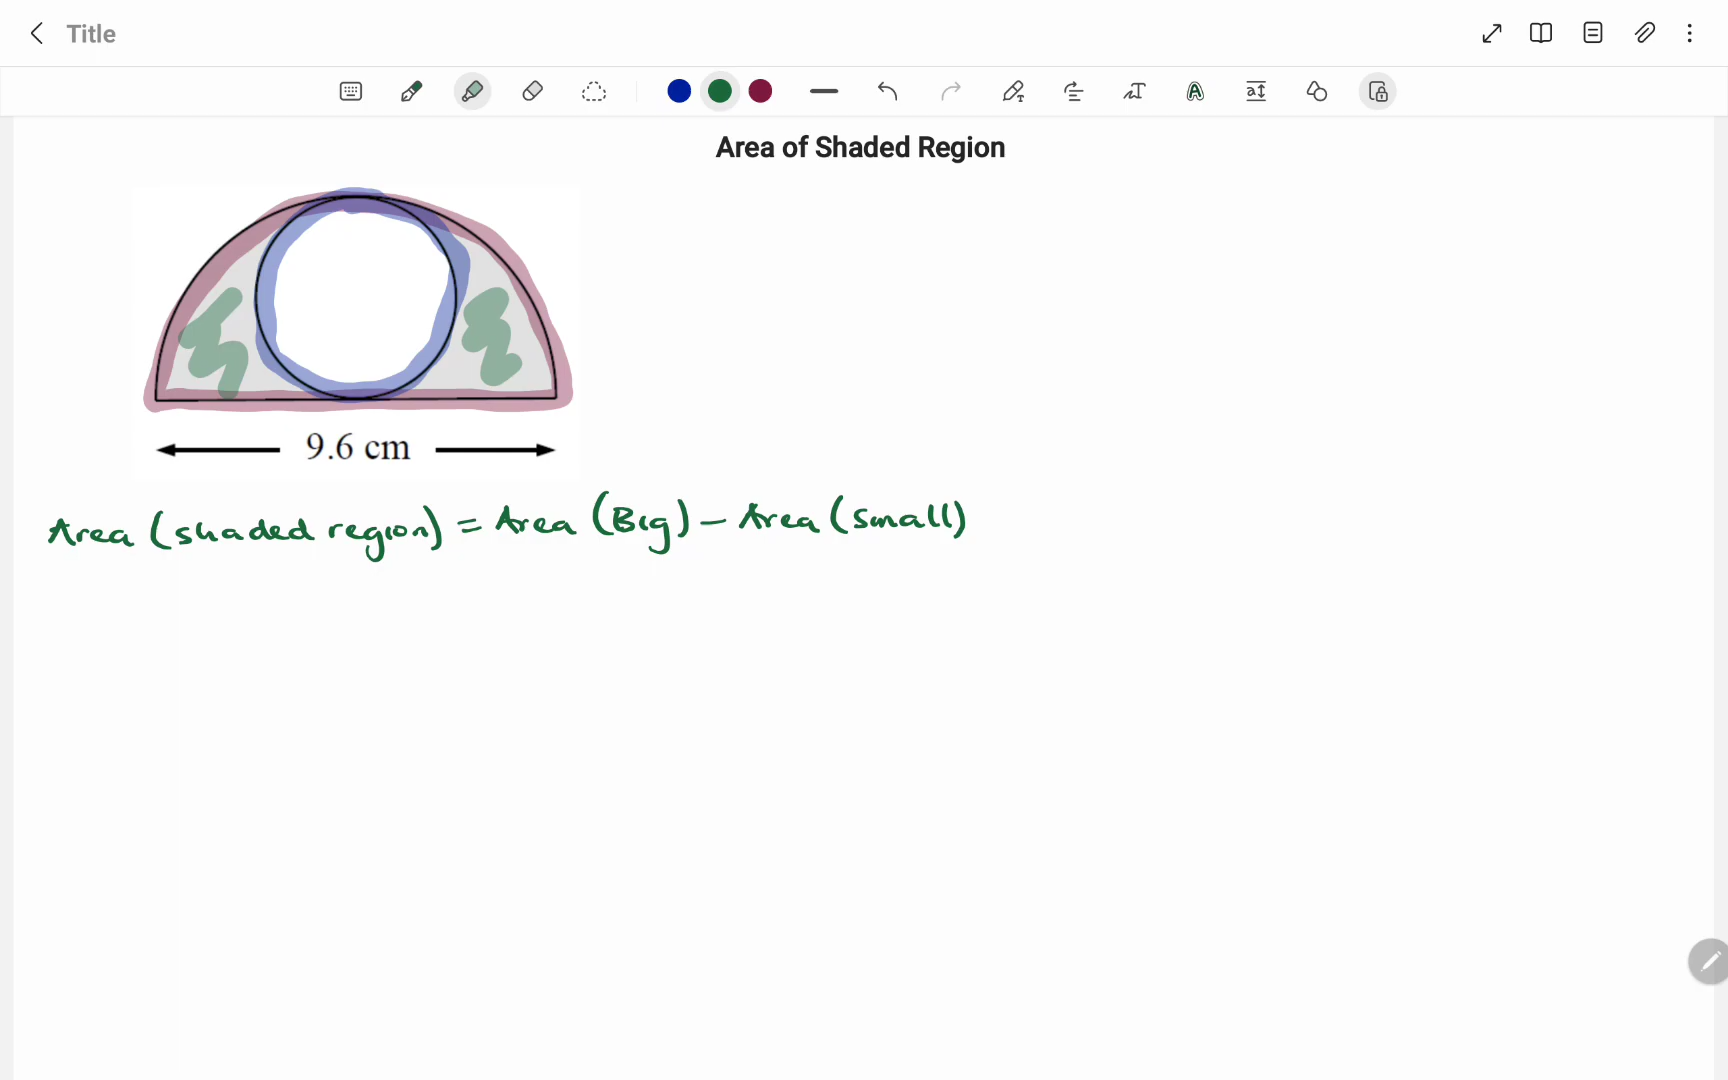 Title
Area of Shaded Region
9.6 cm
Area (shaded region) = Area (Big) – Area (small)